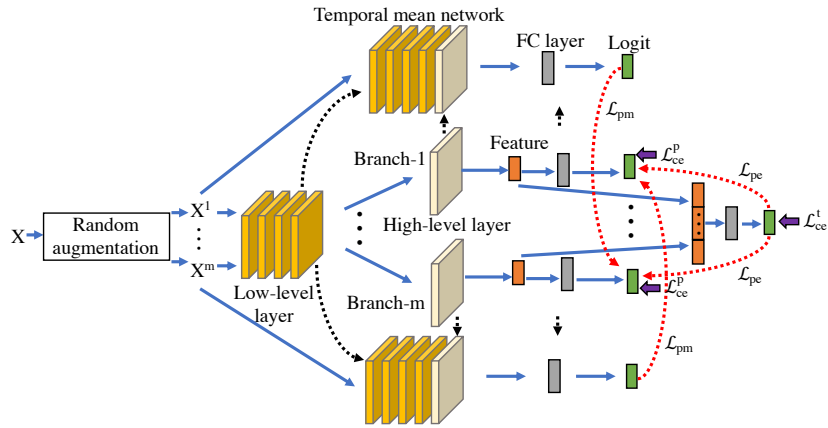 Temporal mean network
FC layer
Logit
ℒpm
Branch-1
Feature
ℒᵖce
ℒpe
X
Random
augmentation
X¹
X^m
High-level layer
ℒᵗce
Low-level
layer
Branch-m
ℒᵖce
ℒpe
ℒpm